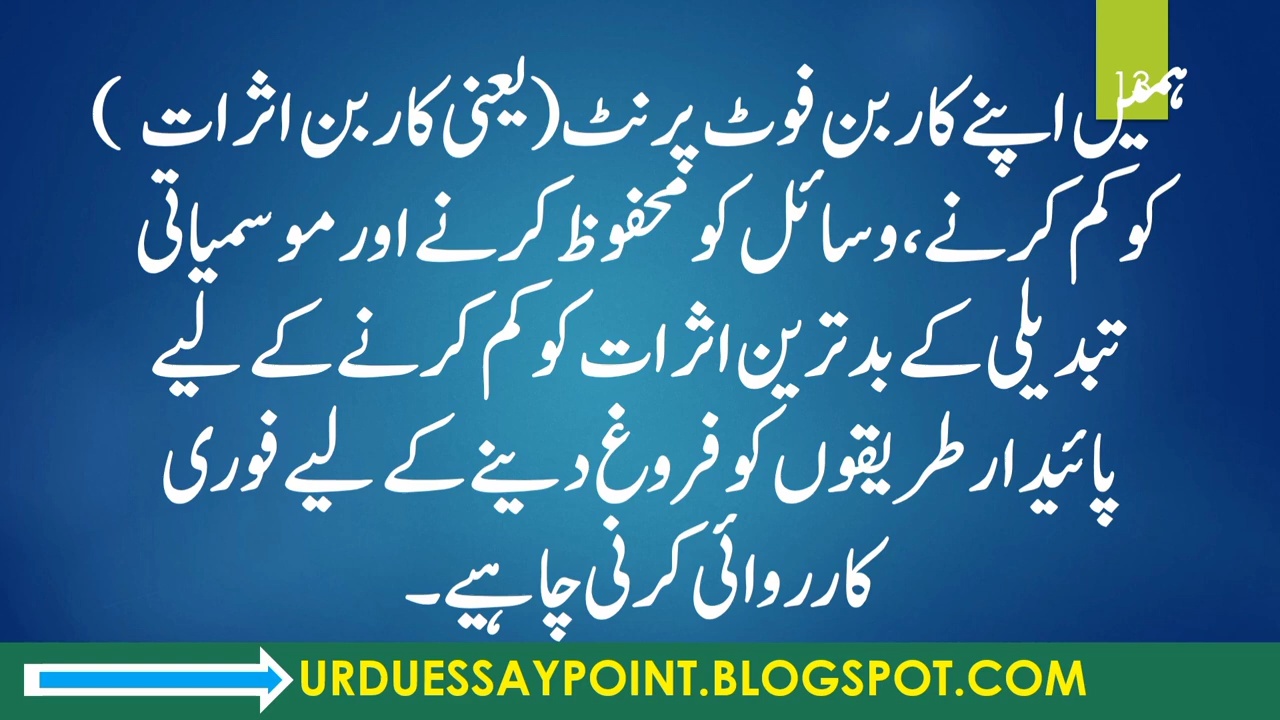 13
ہمیں اپنے کاربن فوٹ پرنٹ (یعنی کاربن اثرات )
کو کم کرنے، وسائل کو محفوظ کرنے اور موسمیاتی
تبدیلی کے بدترین اثرات کو کم کرنے کے لیے
پائیدار طریقوں کو فروغ دینے کے لیے فوری
کارروائی کرنی چاہیے۔
URDUESSAYPOINT.BLOGSPOT.COM